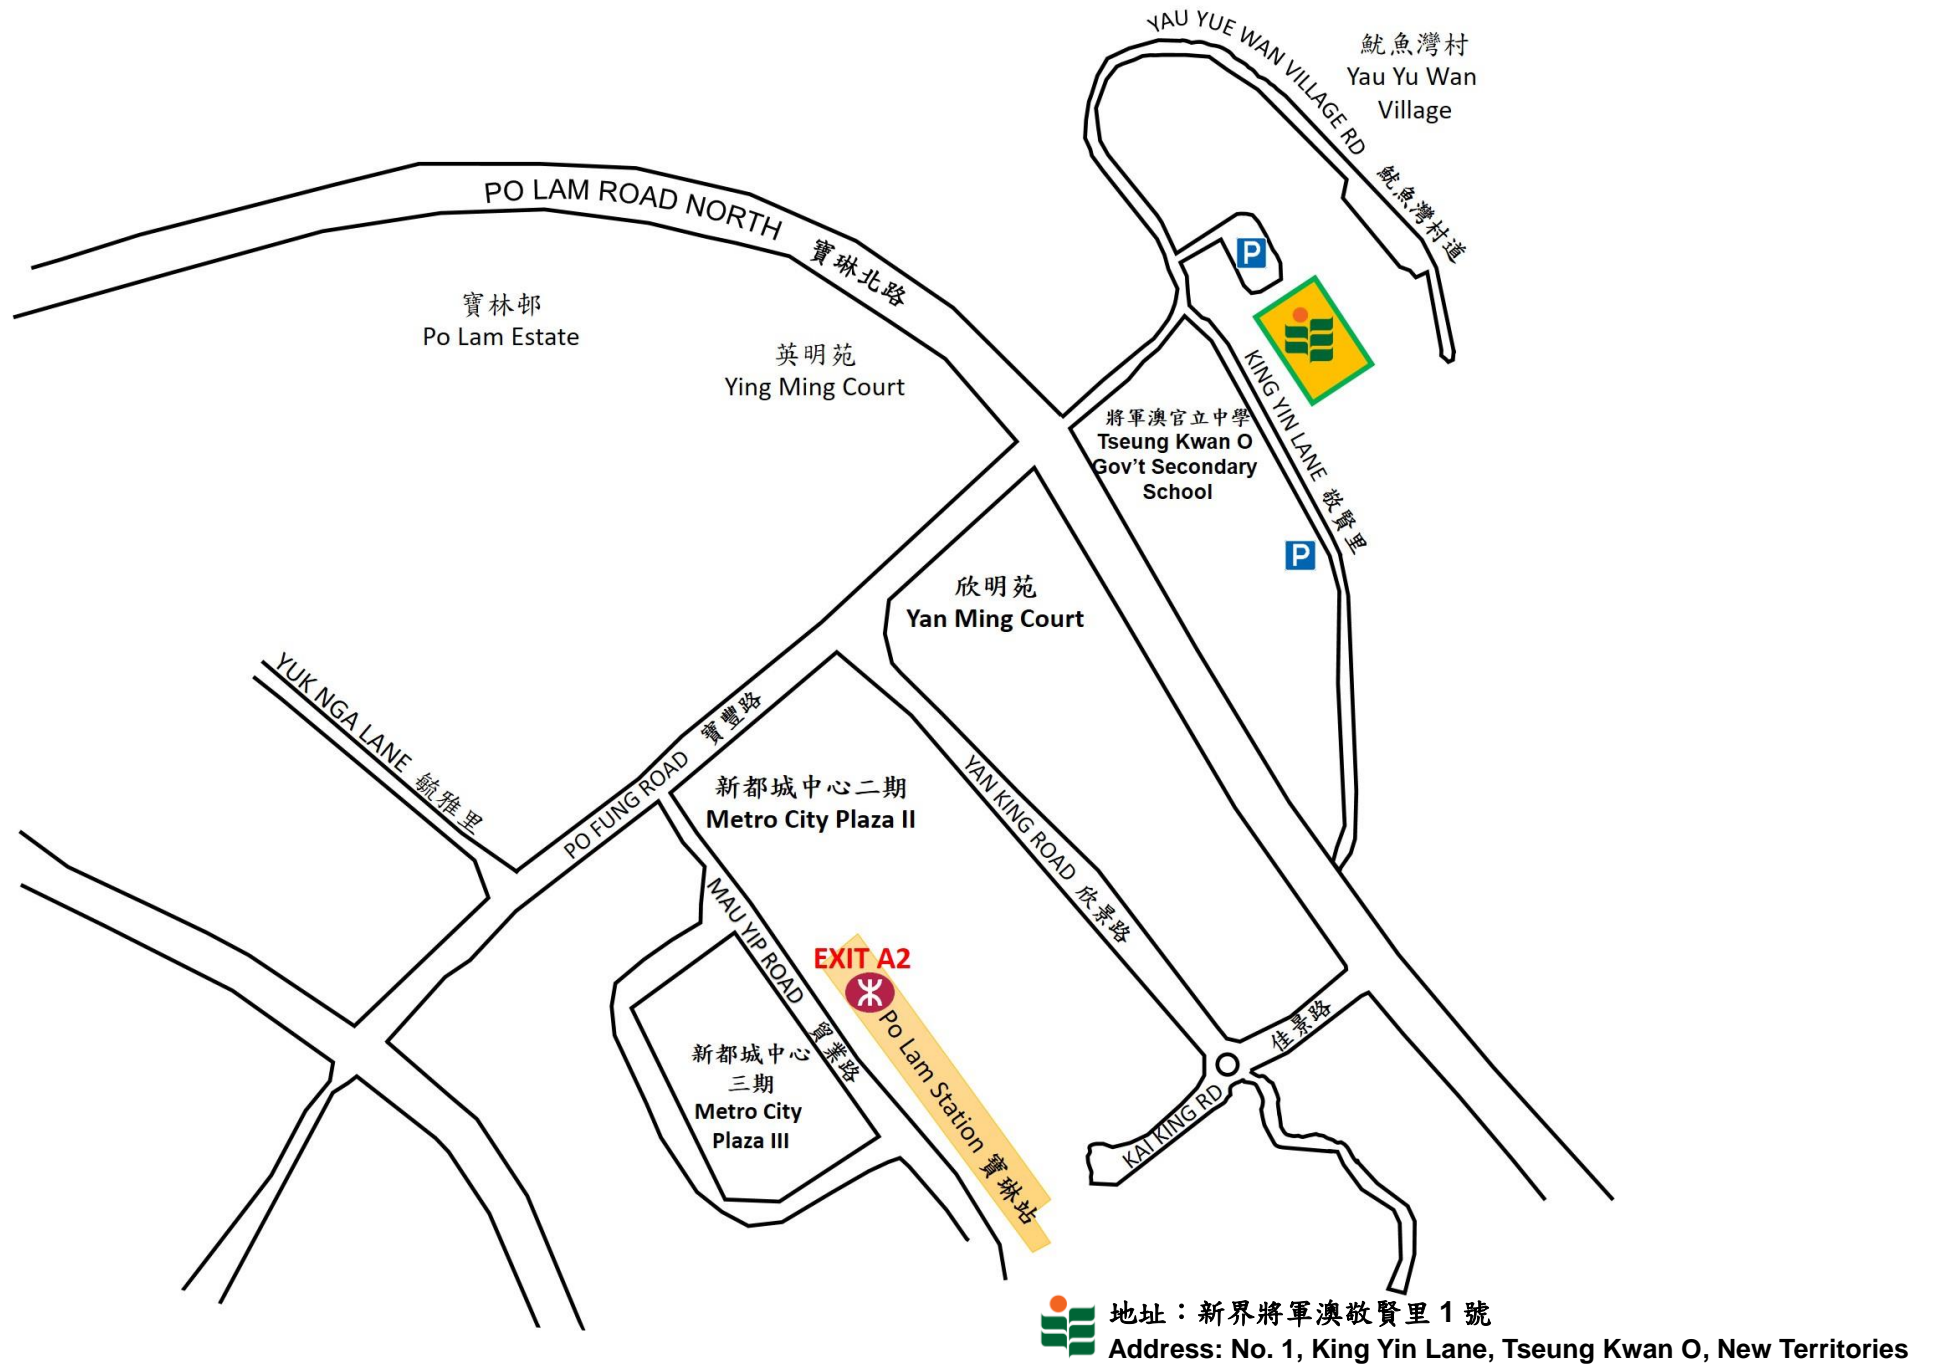 YAU YUE WAN VILLAGE RD 魷魚灣村道
魷魚灣村
Yau Yu Wan
Village
PO LAM ROAD NORTH 寶琳北路
P
寶林邨
Po Lam Estate
英明苑
Ying Ming Court
KING YIN LANE 敬賢里
將軍澳官立中學
Tseung Kwan O
Gov't Secondary
School
P
欣明苑
Yan Ming Court
YUK NGA LANE 毓雅里
PO FUNG ROAD 寶豐路
新都城中心二期
Metro City Plaza II
YAN KING ROAD 欣景路
MAU YIP ROAD 貿業路
EXIT A2
Po Lam Station 寶琳站
新都城中心
三期
Metro City
Plaza III
佳景路
KAI KING RD
地址：新界將軍澳敬賢里 1 號
Address: No. 1, King Yin Lane, Tseung Kwan O, New Territories